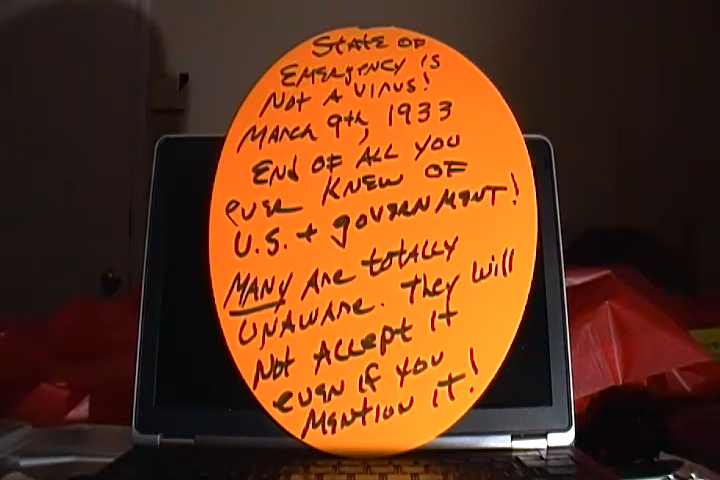 STATE OF
EMERGENCY IS
NOT A VIRUS!
MARCH 9th, 1933
END OF ALL YOU
EVER KNEW OF
U.S. + GOVERNMENT!
MANY ARE TOTALLY
UNAWARE. THEY WILL
NOT ACCEPT IT
EVEN IF YOU
MENTION IT!